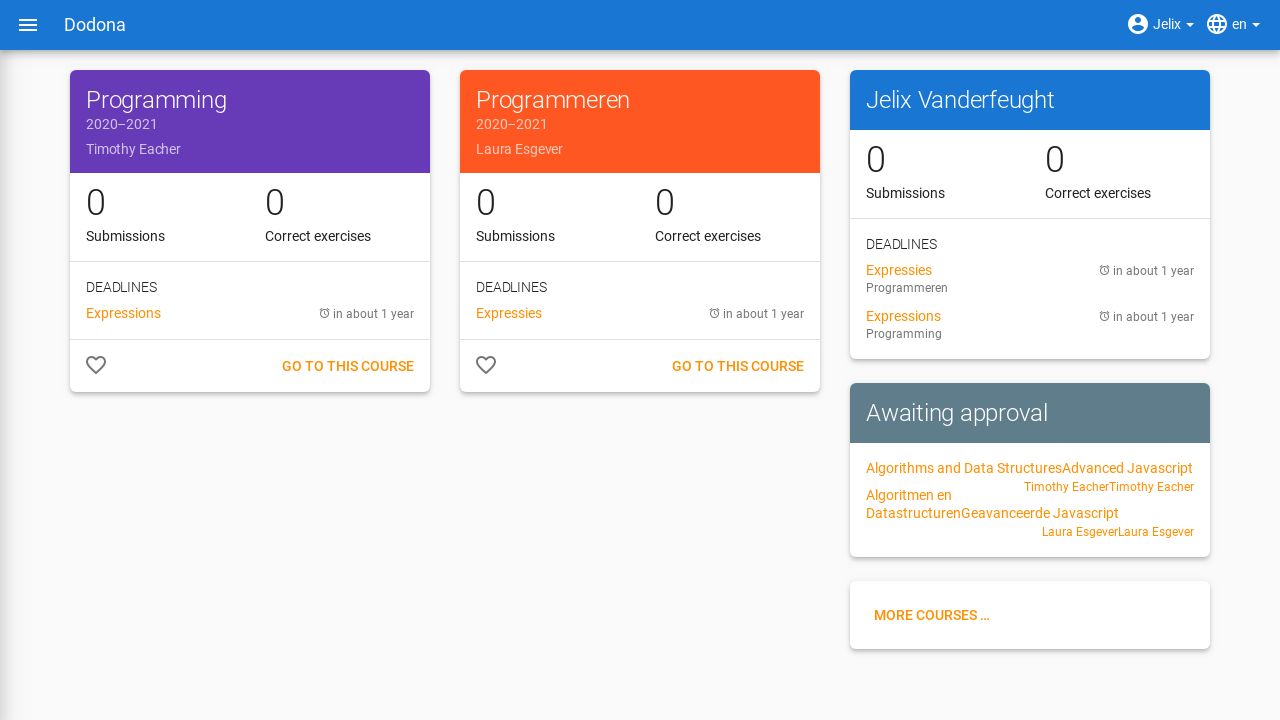 Dodona
Jelix
en
Programming
2020–2021
Timothy Eacher
0
Submissions
0
Correct exercises
DEADLINES
Expressions
in about 1 year
GO TO THIS COURSE
Programmeren
2020–2021
Laura Esgever
0
Submissions
0
Correct exercises
DEADLINES
Expressies
in about 1 year
GO TO THIS COURSE
Jelix Vanderfeught
0
Submissions
0
Correct exercises
DEADLINES
Expressies
in about 1 year
Programmeren
Expressions
in about 1 year
Programming
Awaiting approval
Algorithms and Data StructuresAdvanced Javascript
Timothy EacherTimothy Eacher
Algoritmen en
DatastructurenGeavanceerde Javascript
Laura EsgeverLaura Esgever
MORE COURSES ...